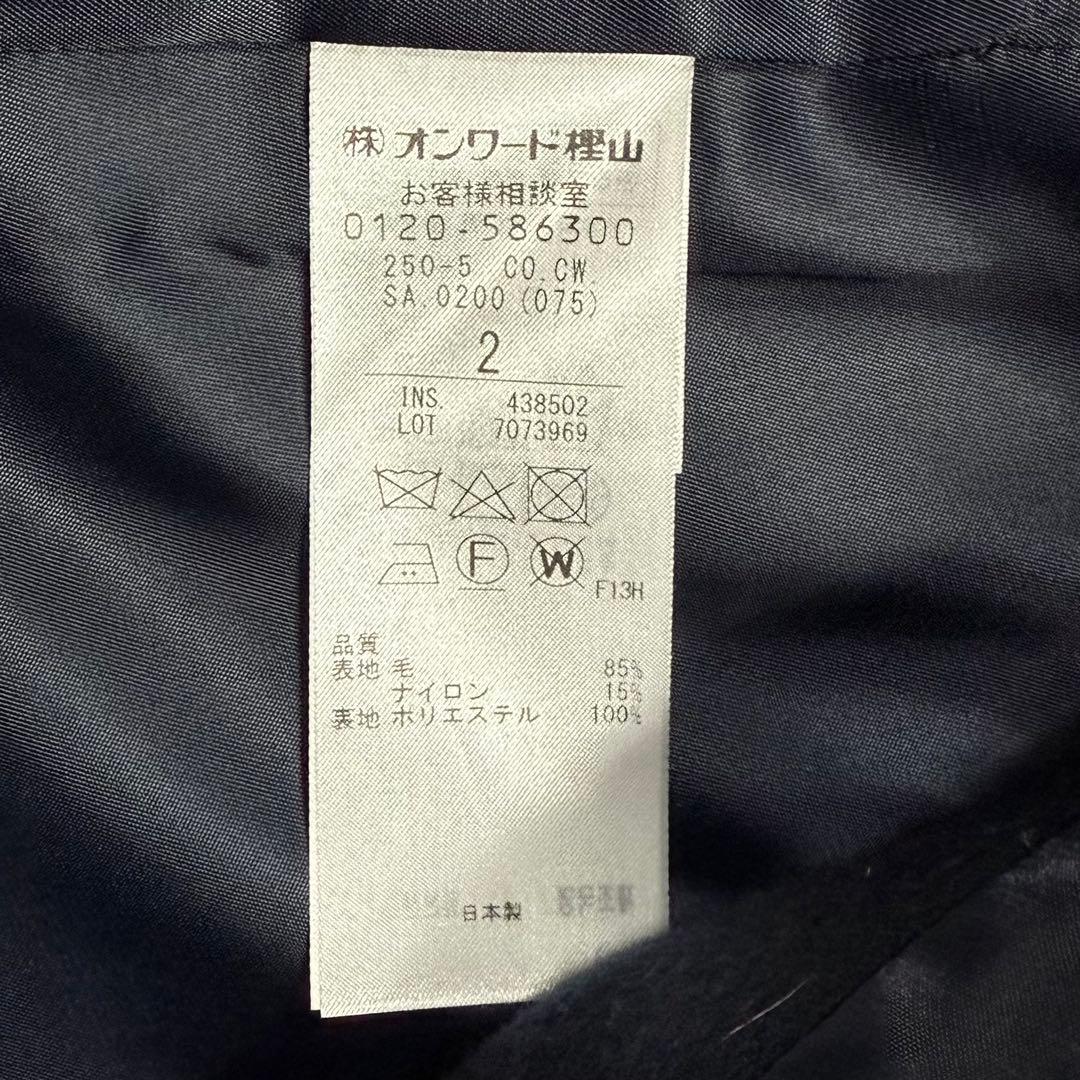 ㈱オンワード樫山
お客様相談室
0120-586300
250-5 CO.CW.
SA.0200(075)
2
INS. 438502
LOT 7073969
F
W
F13H
品質
表地 毛 85%
ナイロン 15%
裏地 ポリエステル 100%
日本製